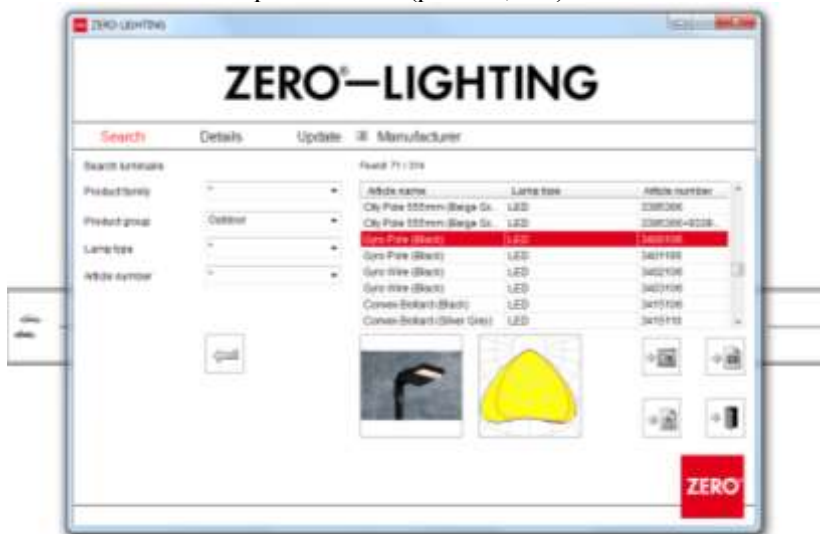 ZERO-LIGHTING
ZERO®—LIGHTING
Search Details Update Manufacturer
Search luminaire
Found 71 /
Product family *
Article name Lamp type Article number
City Pole 555mm (Beige Gr. LED
Product group Outdoor
City Pole 555mm (Beige Gr. LED
Gyro Pole (Black) LED
Lamp type *
Gyro Pole (Black) LED
Gyro Wire (Black) LED
Article number *
Gyro Wire (Black) LED
Convex Bollard (Black) LED
Convex Bollard (Silver Grey) LED
ZERO®